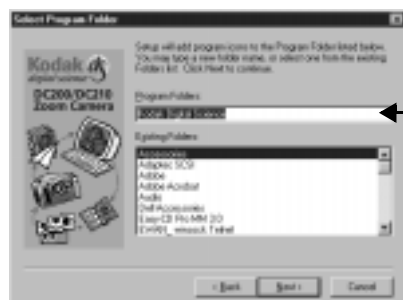 Select Program Folder
Setup will add program icons to the Program Folder listed below.
You may type a new folder name, or select one from the existing
Folders list. Click Next to continue.
Kodak ds
digital science
DC200/DC210
Zoom Camera
Program Folders:
Kodak Digital Science
Existing Folders:
Accessories
Adaptec SCSI
Adobe
Adobe Acrobat
Audio
Dell Accessories
Easy-CD Pro MM 2.0
< Back
Next >
Cancel